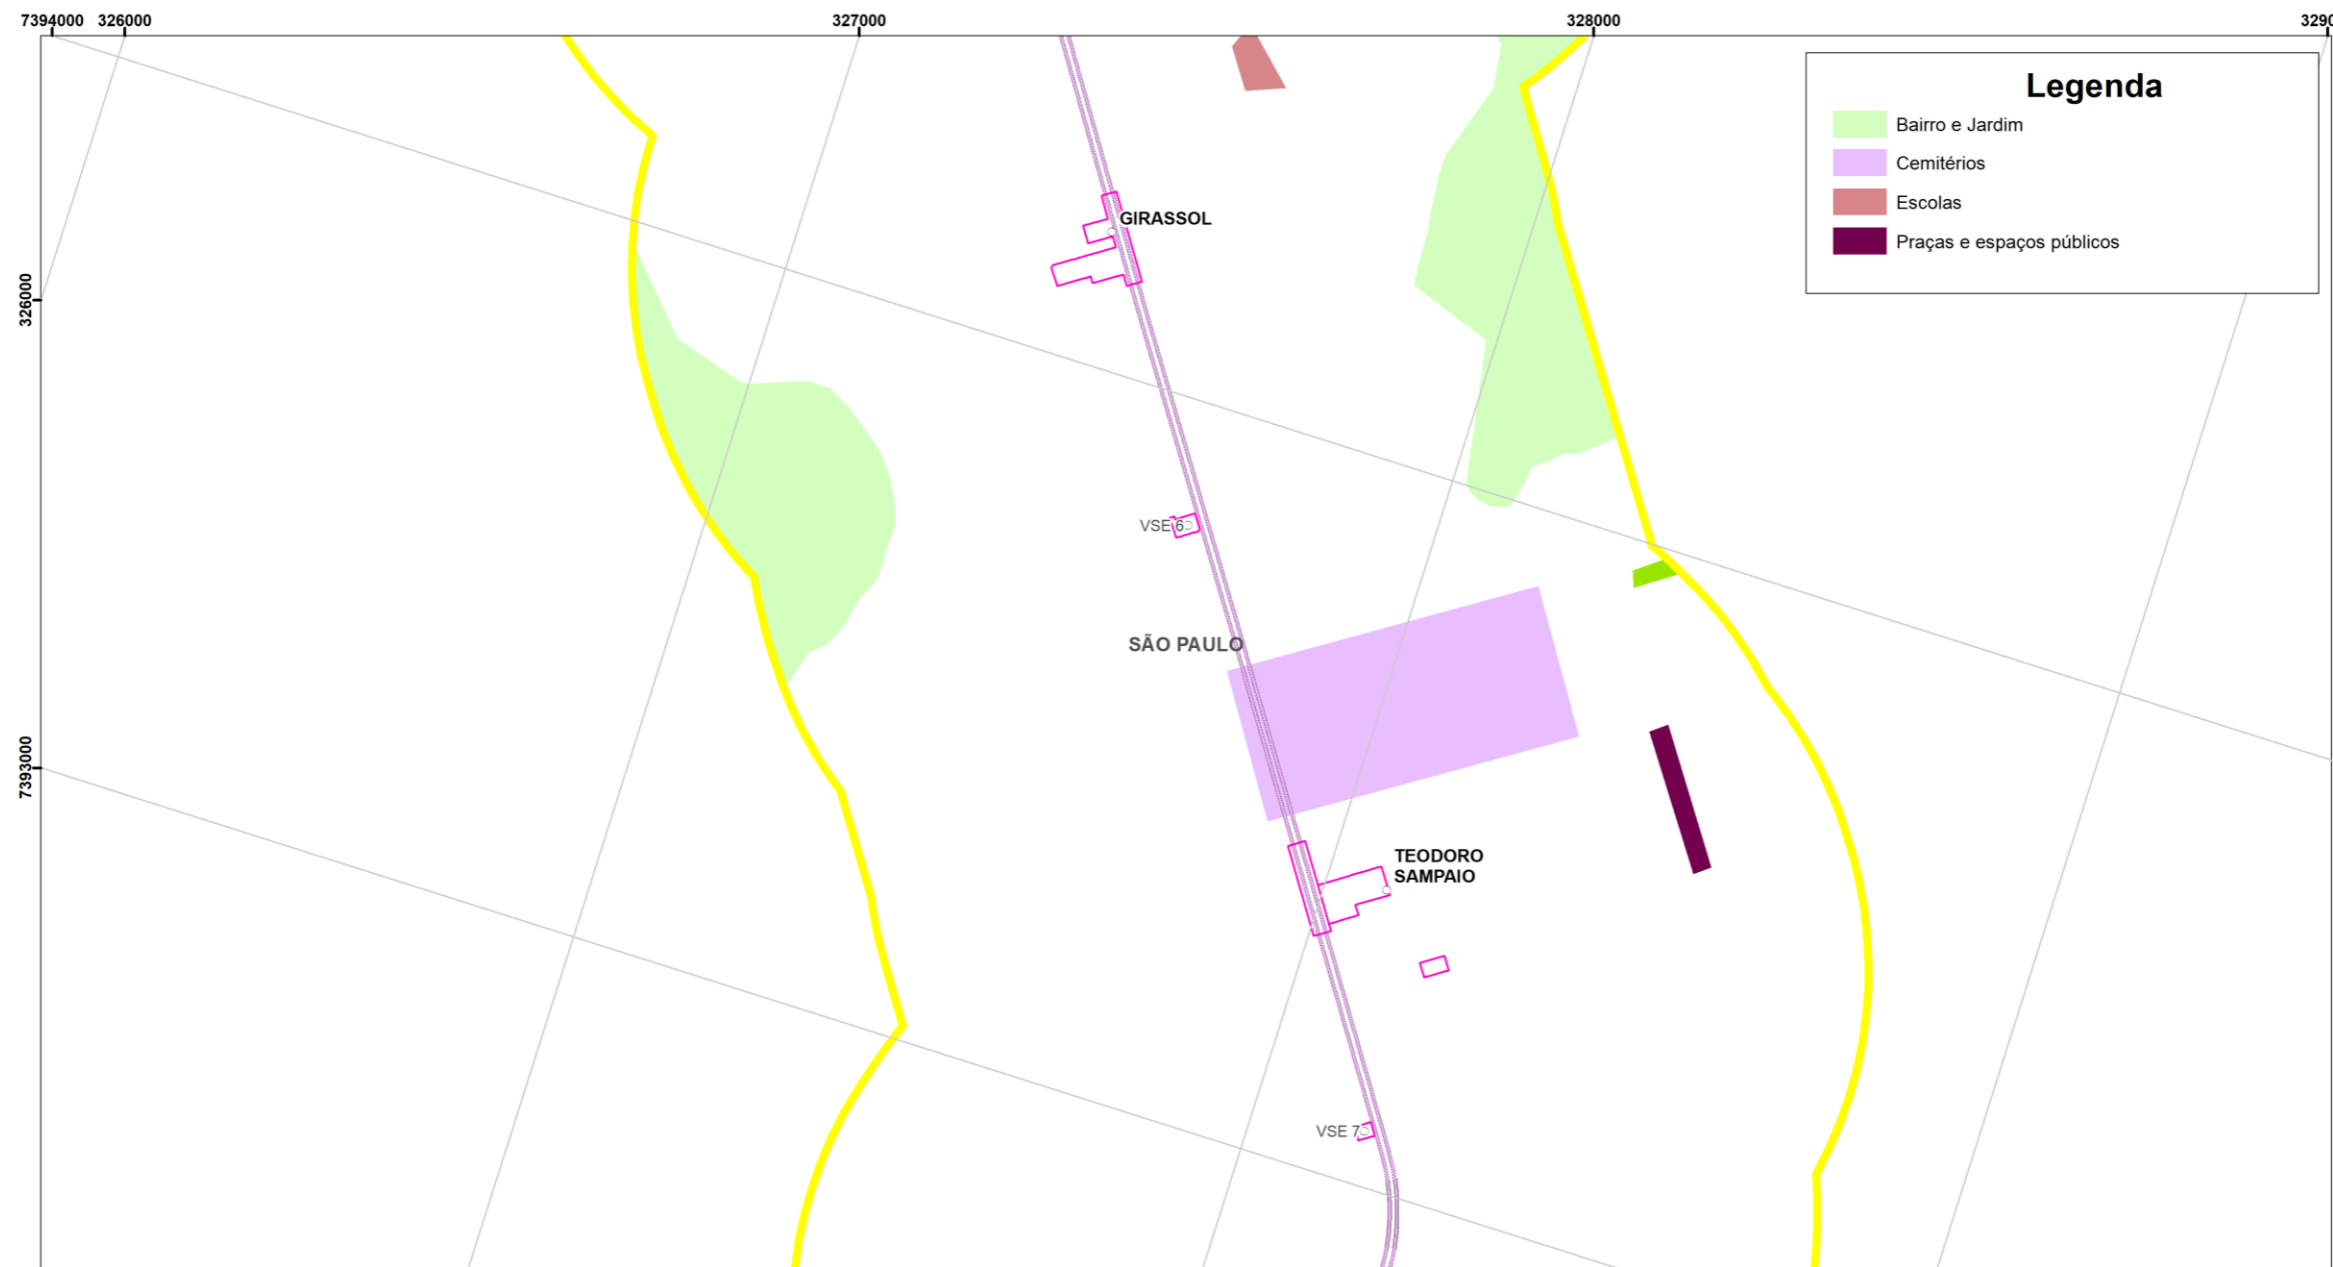 7394000 326000 327000 328000 3290
Legenda
Bairro e Jardim
Cemitérios
Escolas
Praças e espaços públicos
GIRASSOL
326000
VSE 6
SÃO PAULO
7393000
TEODORO
SAMPAIO
VSE 7